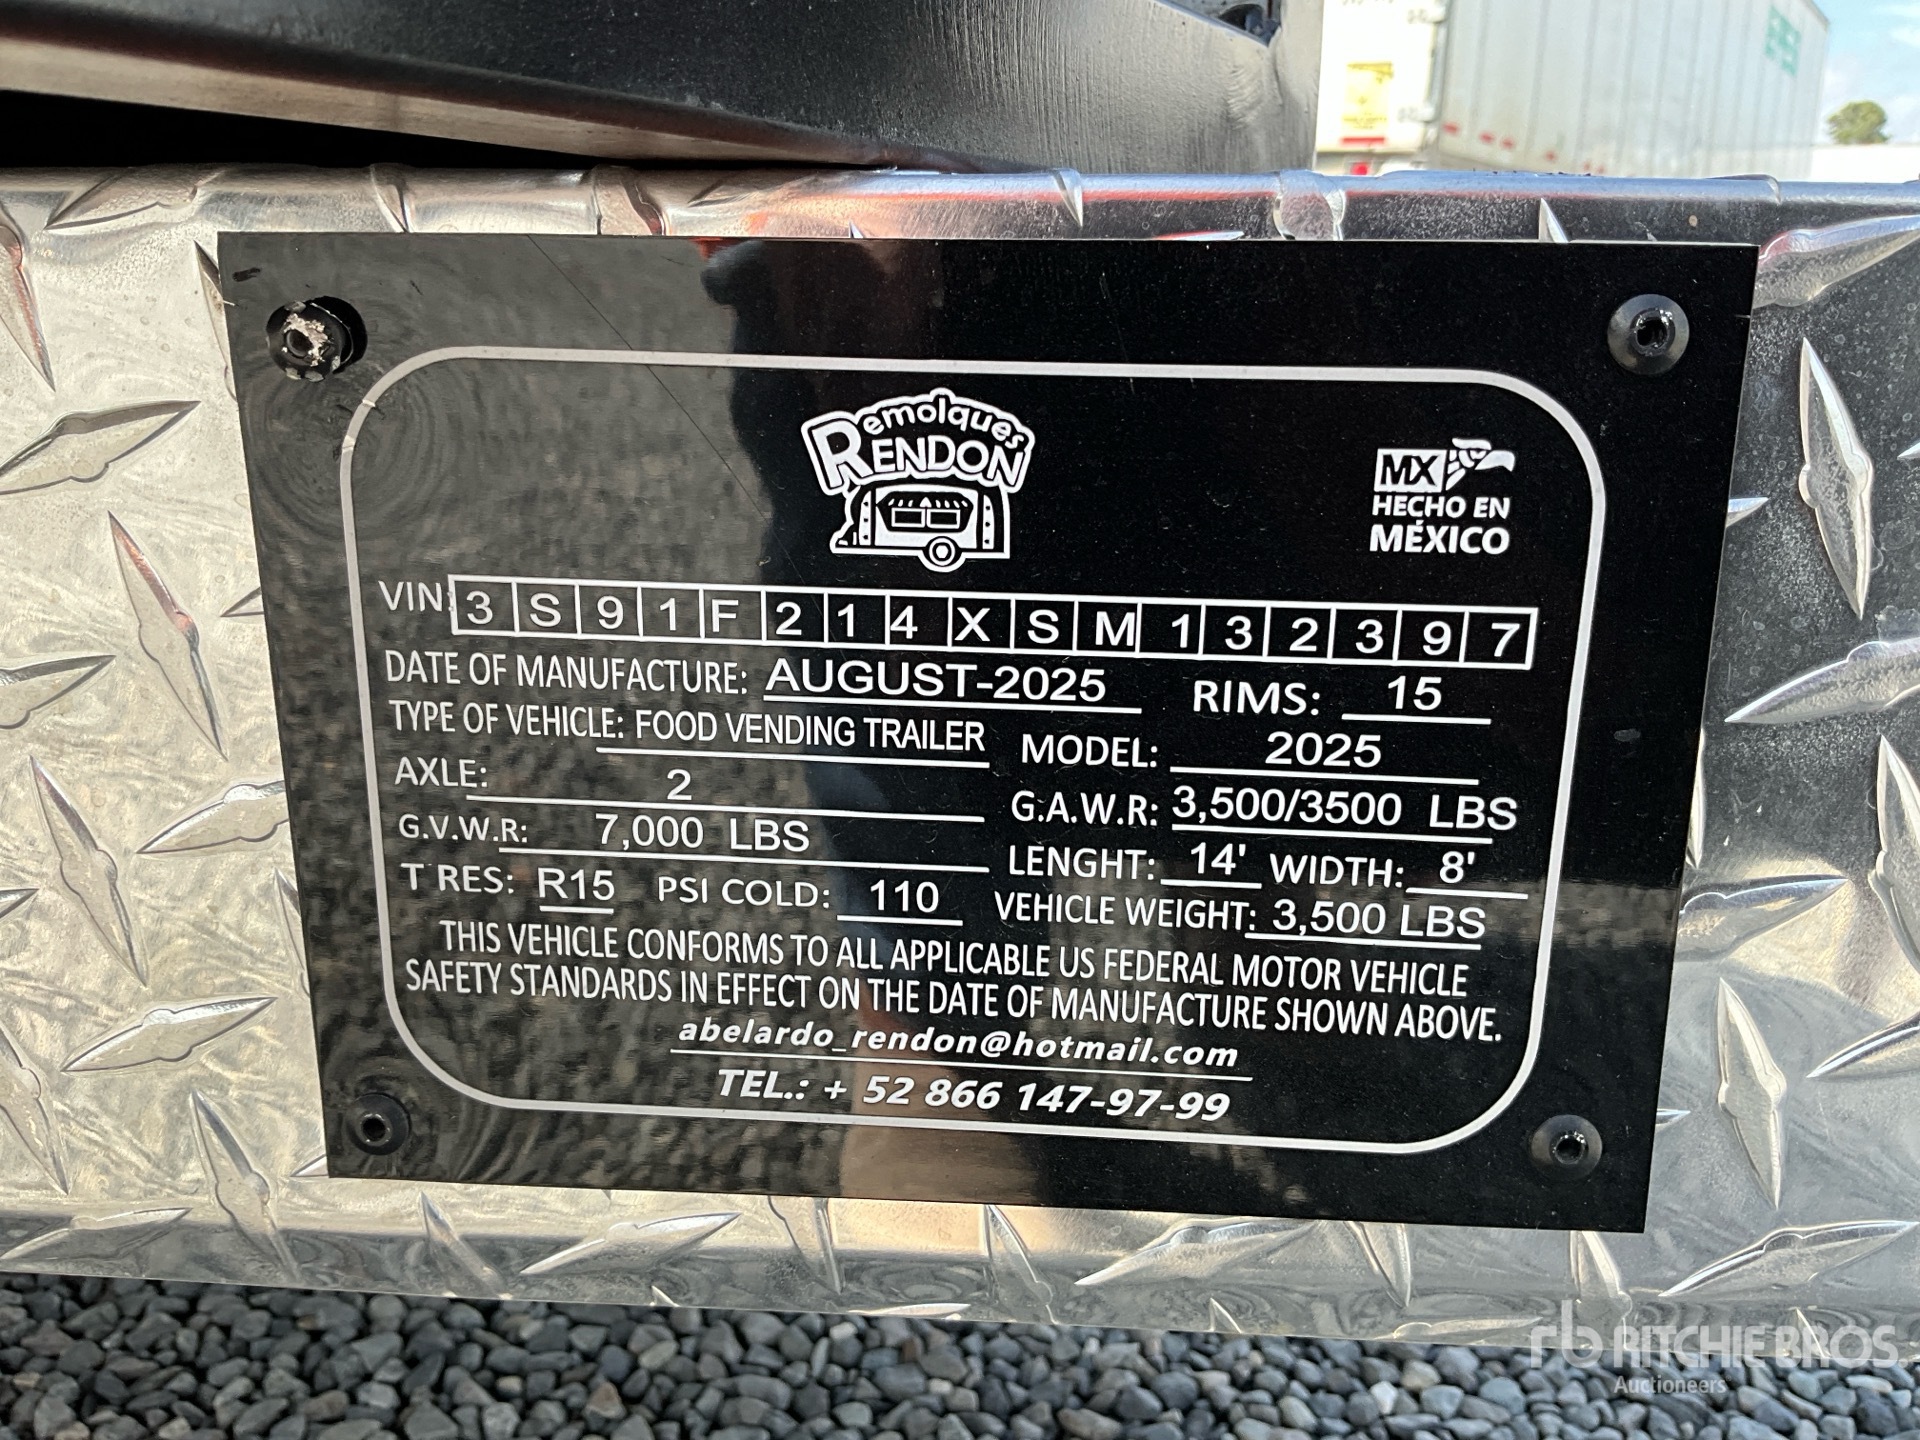 Remolques
RENDON
MX
HECHO EN
MÉXICO
VIN: 3 S 9 1 F 2 1 4 X S M 1 3 2 3 9 7
DATE OF MANUFACTURE: AUGUST-2025 RIMS: 15
TYPE OF VEHICLE: FOOD VENDING TRAILER MODEL: 2025
AXLE: 2 G.A.W.R: 3,500/3500 LBS
G.V.W.R: 7,000 LBS LENGHT: 14' WIDTH: 8'
T RES: R15 PSI COLD: 110 VEHICLE WEIGHT: 3,500 LBS
THIS VEHICLE CONFORMS TO ALL APPLICABLE US FEDERAL MOTOR VEHICLE
SAFETY STANDARDS IN EFFECT ON THE DATE OF MANUFACTURE SHOWN ABOVE.
abelardo_rendon@hotmail.com
TEL.: + 52 866 147-97-99
rb RITCHIE BROS.
Auctioneers